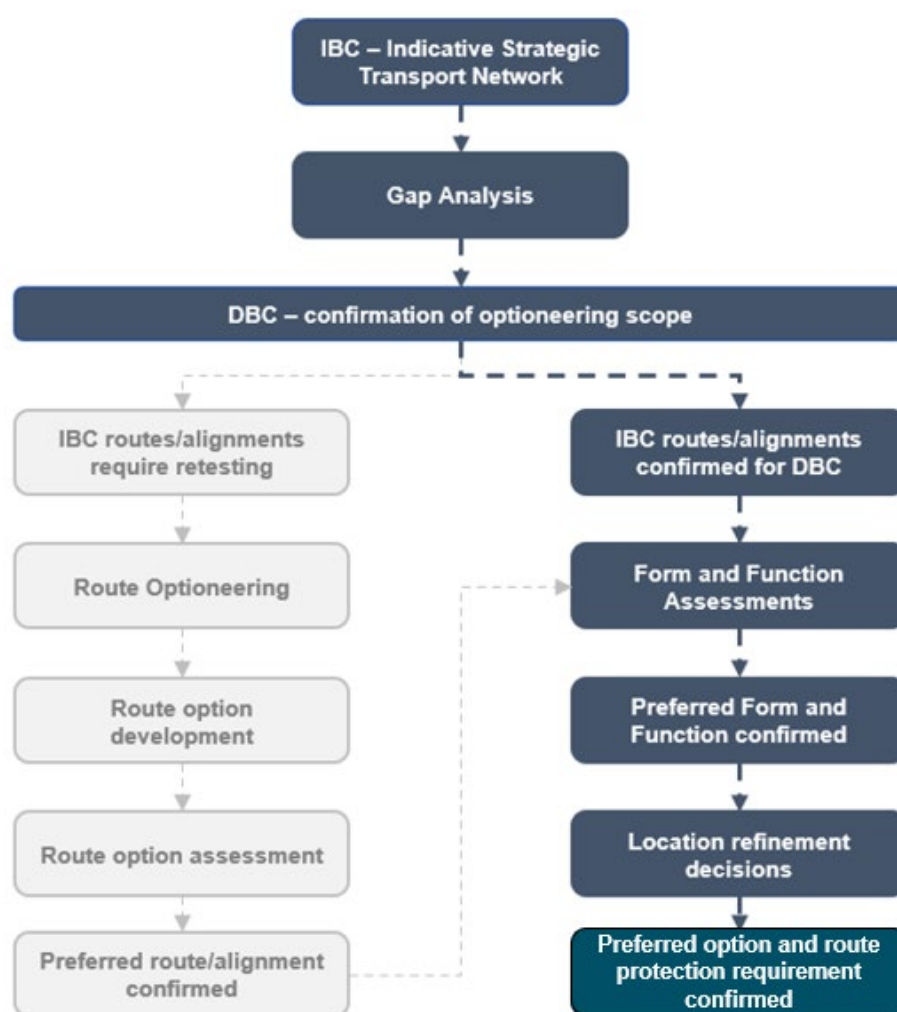 IBC – Indicative Strategic
Transport Network
Gap Analysis
DBC – confirmation of optioneering scope
IBC routes/alignments
require retesting
IBC routes/alignments
confirmed for DBC
Route Optioneering
Form and Function
Assessments
Route option
development
Preferred Form and
Function confirmed
Route option assessment
Location refinement
decisions
Preferred route/alignment
confirmed
Preferred option and route
protection requirement
confirmed